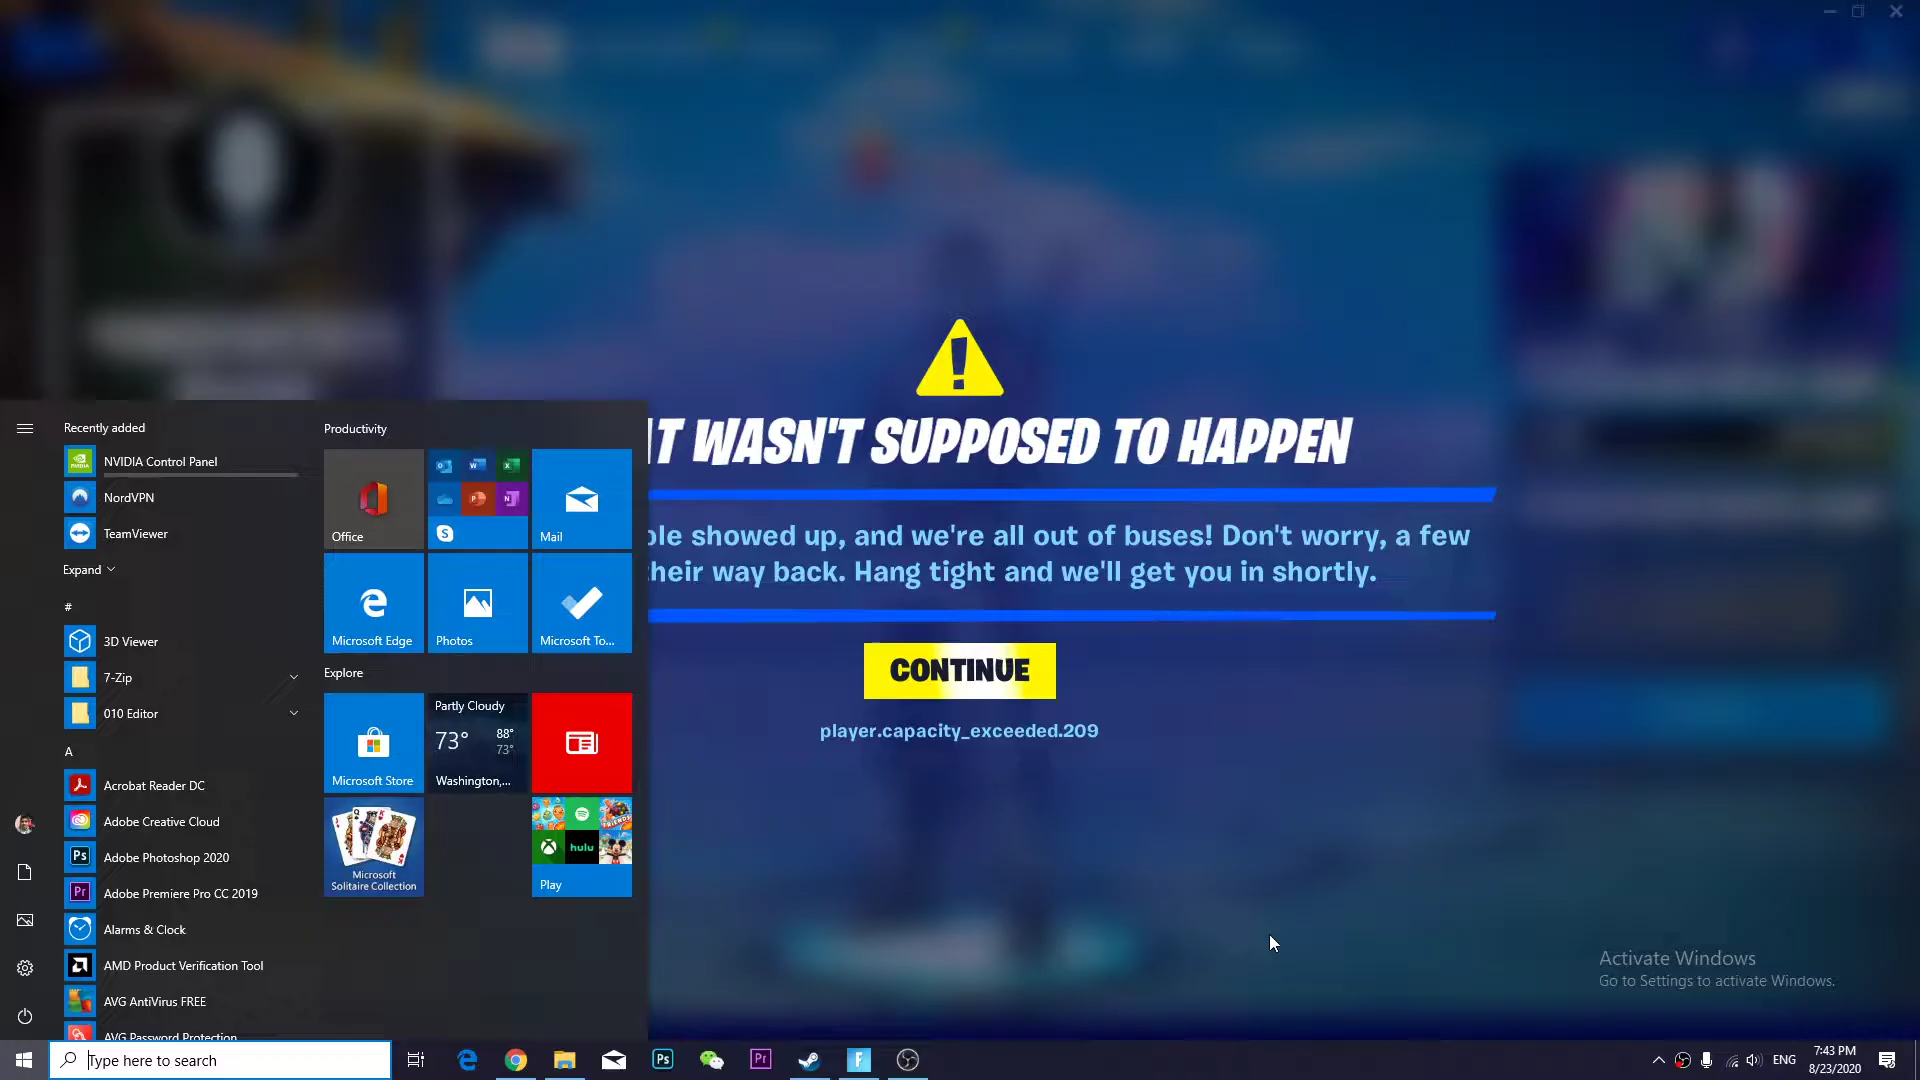 Recently added
NVIDIA Control Panel
NordVPN
TeamViewer
Expand
#
3D Viewer
7-Zip
010 Editor
A
Acrobat Reader DC
Adobe Creative Cloud
Adobe Photoshop 2020
Adobe Premiere Pro CC 2019
Alarms & Clock
AMD Product Verification Tool
AVG AntiVirus FREE
AVG Password Protection
Productivity
Office
Mail
Microsoft Edge
Photos
Microsoft To...
Explore
Microsoft Store
Partly Cloudy
73° 88°
73°
Washington,...
Microsoft
Solitaire Collection
hulu
Play
T WASN'T SUPPOSED TO HAPPEN
ple showed up, and we're all out of buses! Don't worry, a few
their way back. Hang tight and we'll get you in shortly.
CONTINUE
player.capacity_exceeded.209
Activate Windows
Go to Settings to activate Windows.
Type here to search
ENG
7:43 PM
8/23/2020